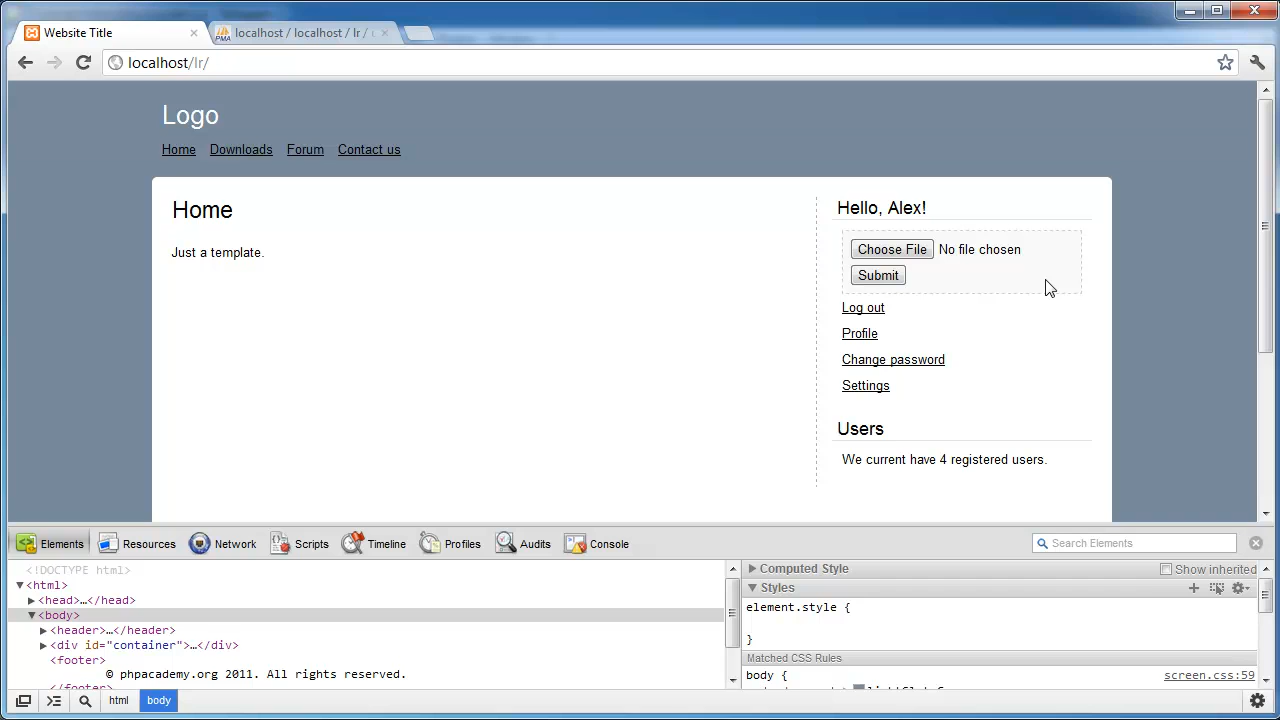 Website Title
localhost / localhost / lr /
localhost/lr/
Logo
Home Downloads Forum Contact us
Home
Just a template.
Hello, Alex!
Choose File No file chosen
Submit
Log out
Profile
Change password
Settings
Users
We current have 4 registered users.
Elements Resources Network Scripts Timeline Profiles Audits Console
Search Elements
<!DOCTYPE html>
<html>
<head>…</head>
<body>
<header>…</header>
<div id="container">…</div>
<footer>
© phpacademy.org 2011. All rights reserved.
</footer>
Computed Style
Show inherited
Styles
element.style {
}
Matched CSS Rules
body {
screen.css:59
html body